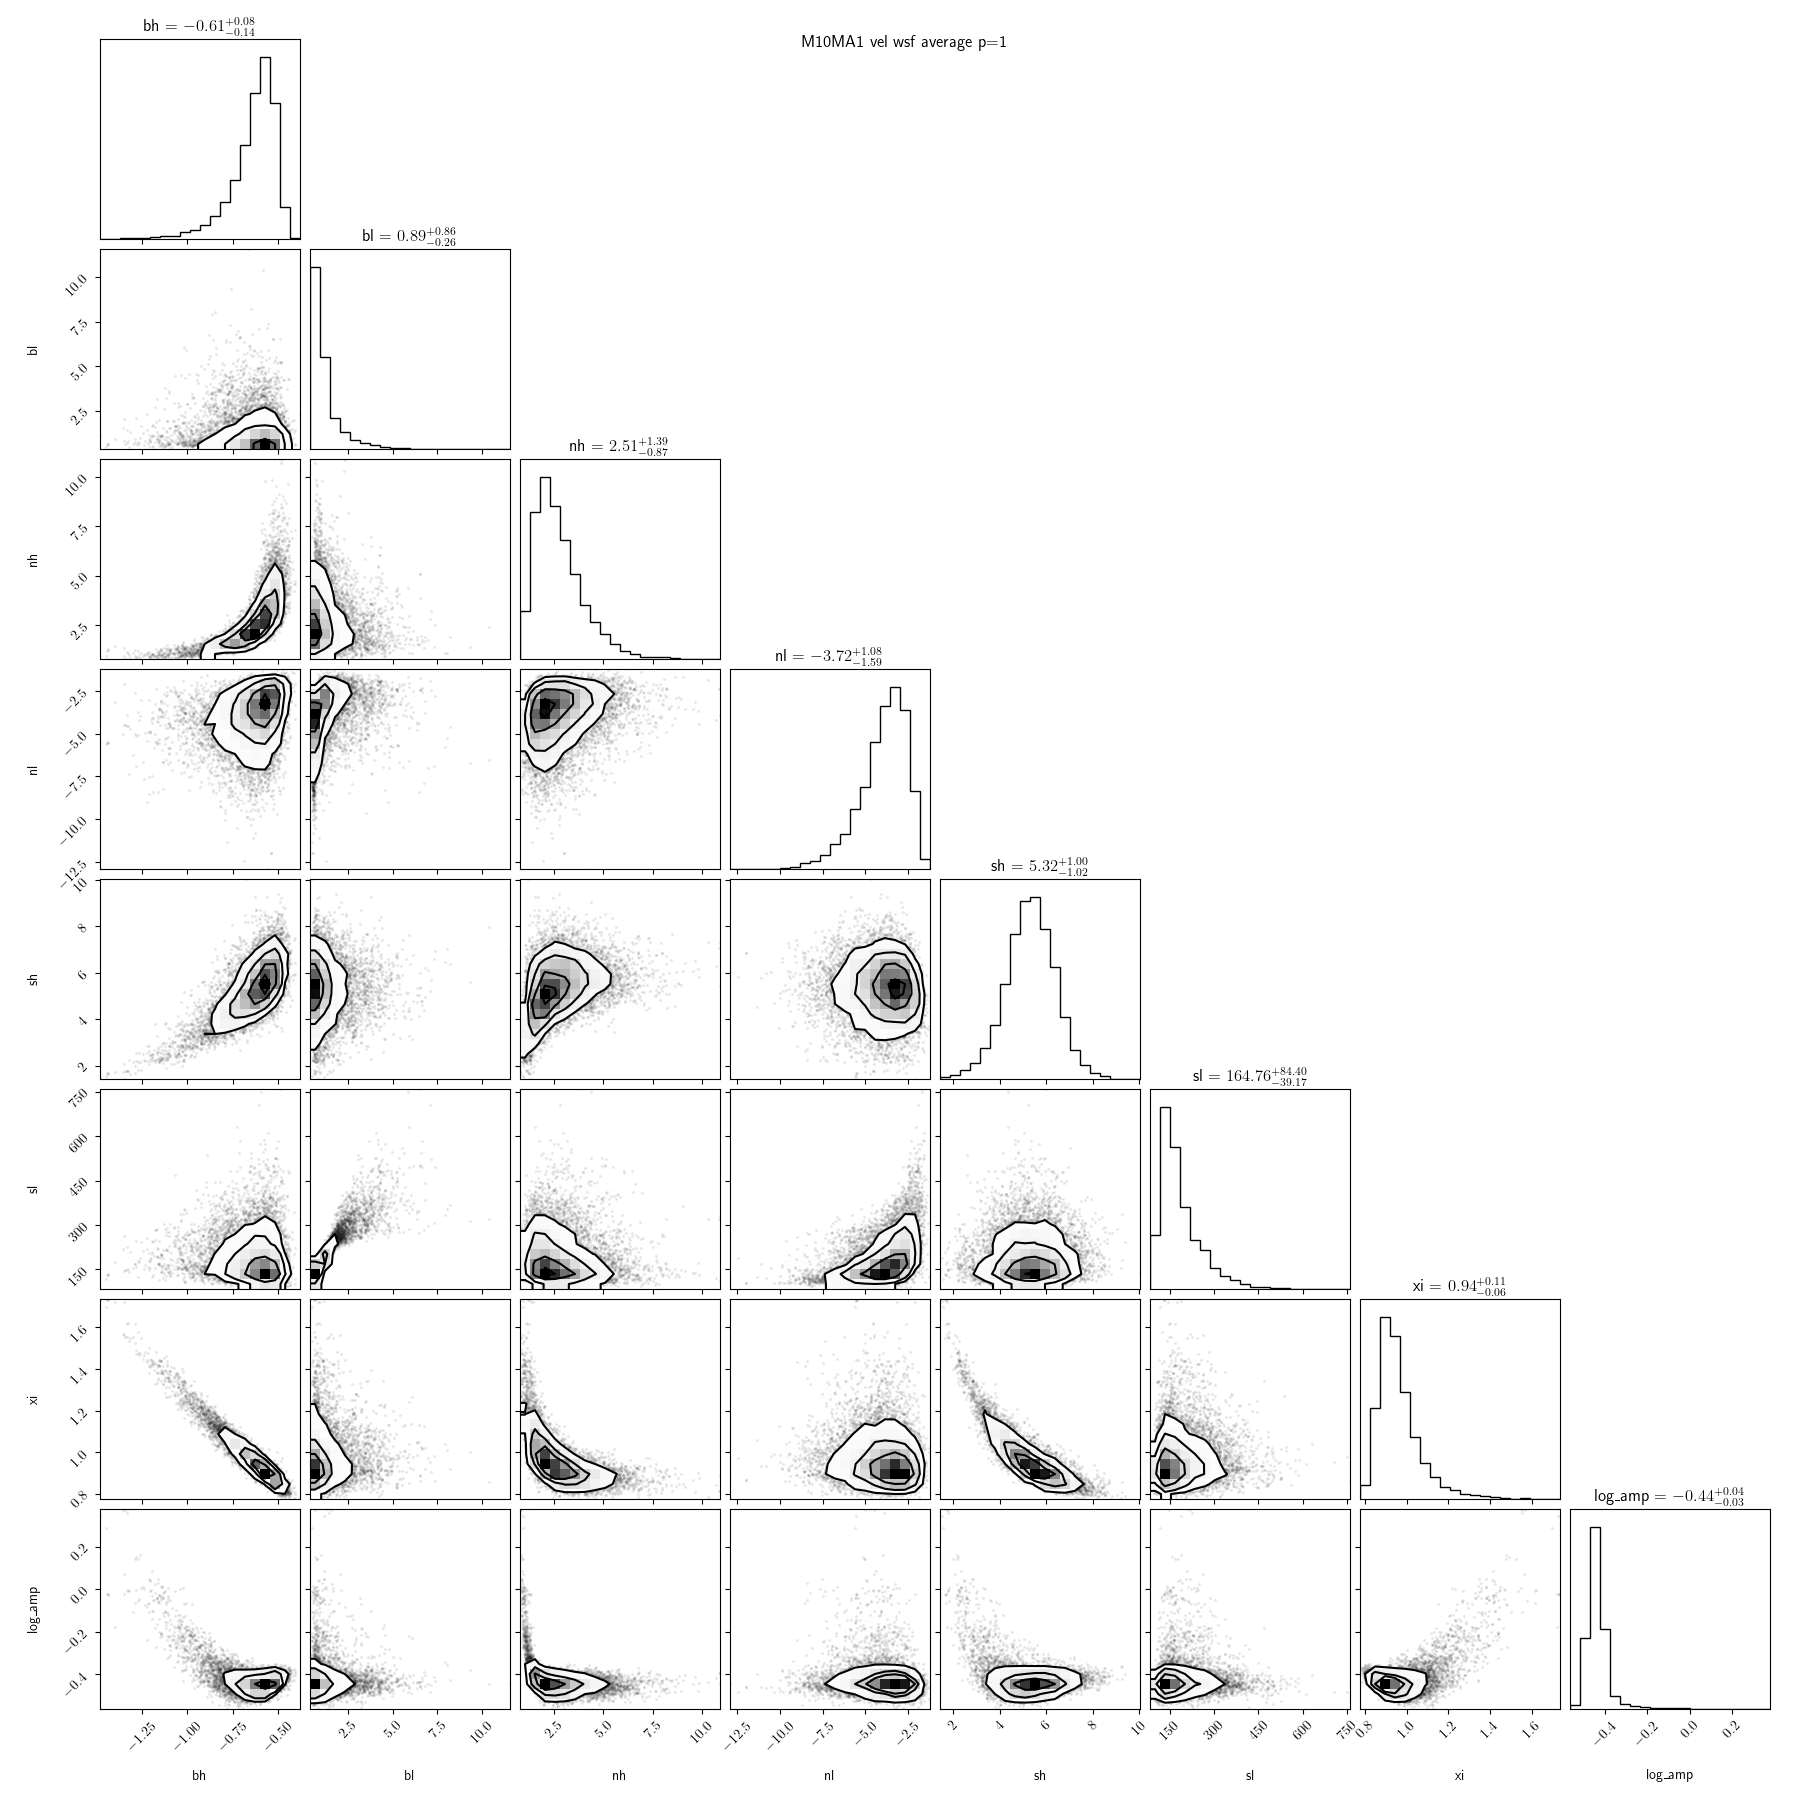 bh = −0.61+0.08−0.14
M10MA1 vel wsf average p=1
bl = 0.89+0.86−0.26
10.0
7.5
5.0
2.5
bl
nh = 2.51+1.39−0.87
10.0
7.5
5.0
2.5
nh
nl = −3.72+1.08−1.59
−2.5
−5.0
−7.5
−10.0
−12.5
nl
sh = 5.32+1.00−1.02
10
8
6
4
2
sh
sl = 164.76+84.40−39.17
750
600
450
300
150
sl
xi = 0.94+0.11−0.06
1.6
1.4
1.2
1.0
0.8
xi
log_amp = −0.44+0.04−0.03
0.2
0.0
−0.2
−0.4
log_amp
−1.25 −1.00 −0.75 −0.50 2.5 5.0 7.5 10.0 2.5 5.0 7.5 10.0 −12.5 −10.0 −7.5 −5.0 −2.5 2 4 6 8 10 150 300 450 600 750 0.8 1.0 1.2 1.4 1.6 −0.4 −0.2 0.0 0.2
bh bl nh nl sh sl xi log_amp